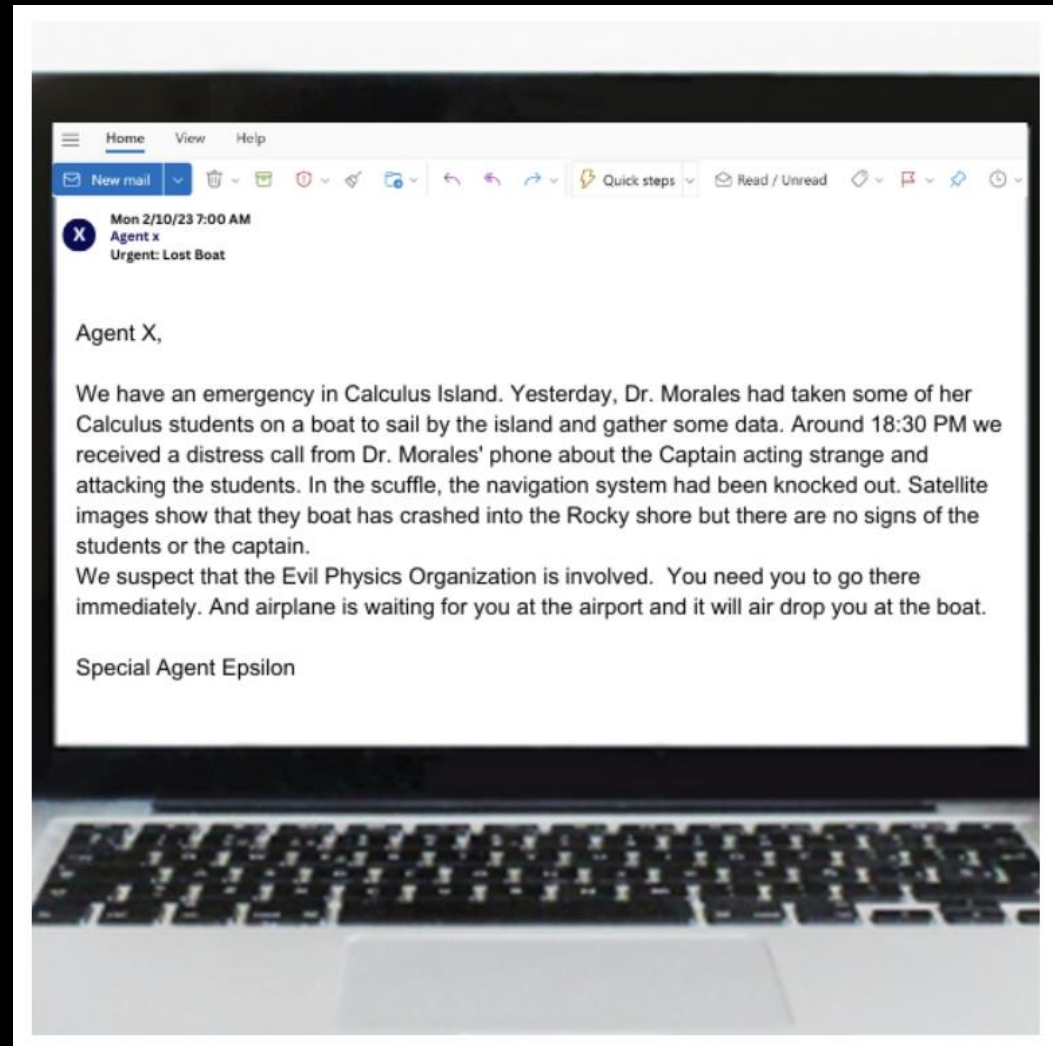 Home View Help
New mail Quick steps Read / Unread
X
Mon 2/10/23 7:00 AM
Agent x
Urgent: Lost Boat
Agent X,
We have an emergency in Calculus Island. Yesterday, Dr. Morales had taken some of her
Calculus students on a boat to sail by the island and gather some data. Around 18:30 PM we
received a distress call from Dr. Morales' phone about the Captain acting strange and
attacking the students. In the scuffle, the navigation system had been knocked out. Satellite
images show that they boat has crashed into the Rocky shore but there are no signs of the
students or the captain.
We suspect that the Evil Physics Organization is involved.  You need you to go there
immediately. And airplane is waiting for you at the airport and it will air drop you at the boat.
Special Agent Epsilon